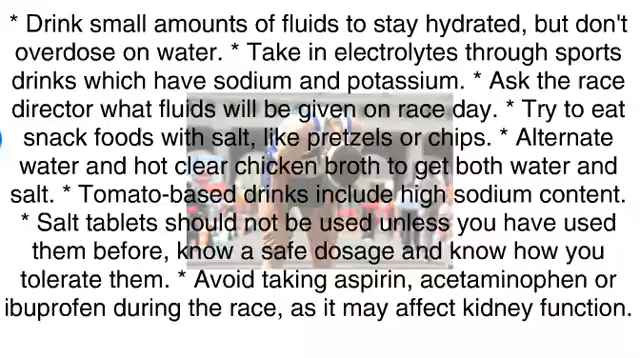 * Drink small amounts of fluids to stay hydrated, but don't
overdose on water. * Take in electrolytes through sports
drinks which have sodium and potassium. * Ask the race
director what fluids will be given on race day. * Try to eat
snack foods with salt, like pretzels or chips. * Alternate
water and hot clear chicken broth to get both water and
salt. * Tomato-based drinks include high sodium content.
* Salt tablets should not be used unless you have used
them before, know a safe dosage and know how you
tolerate them. * Avoid taking aspirin, acetaminophen or
ibuprofen during the race, as it may affect kidney function.